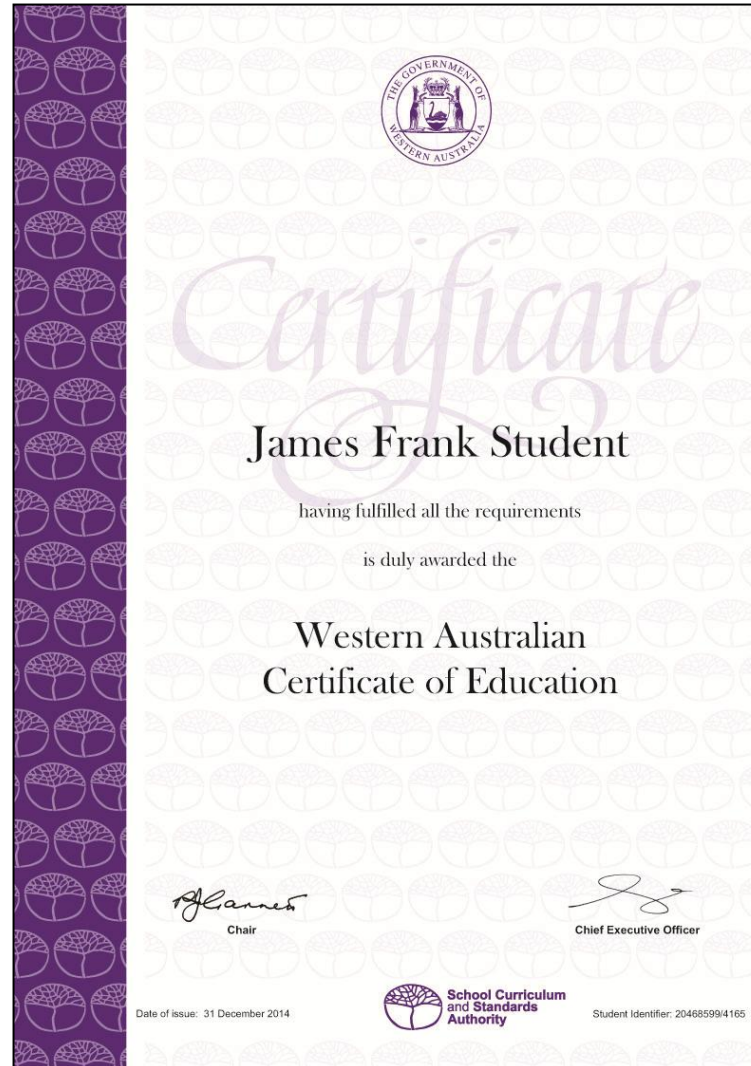 THE GOVERNMENT OF
WESTERN AUSTRALIA
Certificate
James Frank Student
having fulfilled all the requirements
is duly awarded the
Western Australian
Certificate of Education
Chair
Chief Executive Officer
Date of issue: 31 December 2014
School Curriculum
and Standards
Authority
Student Identifier: 20468599/4165